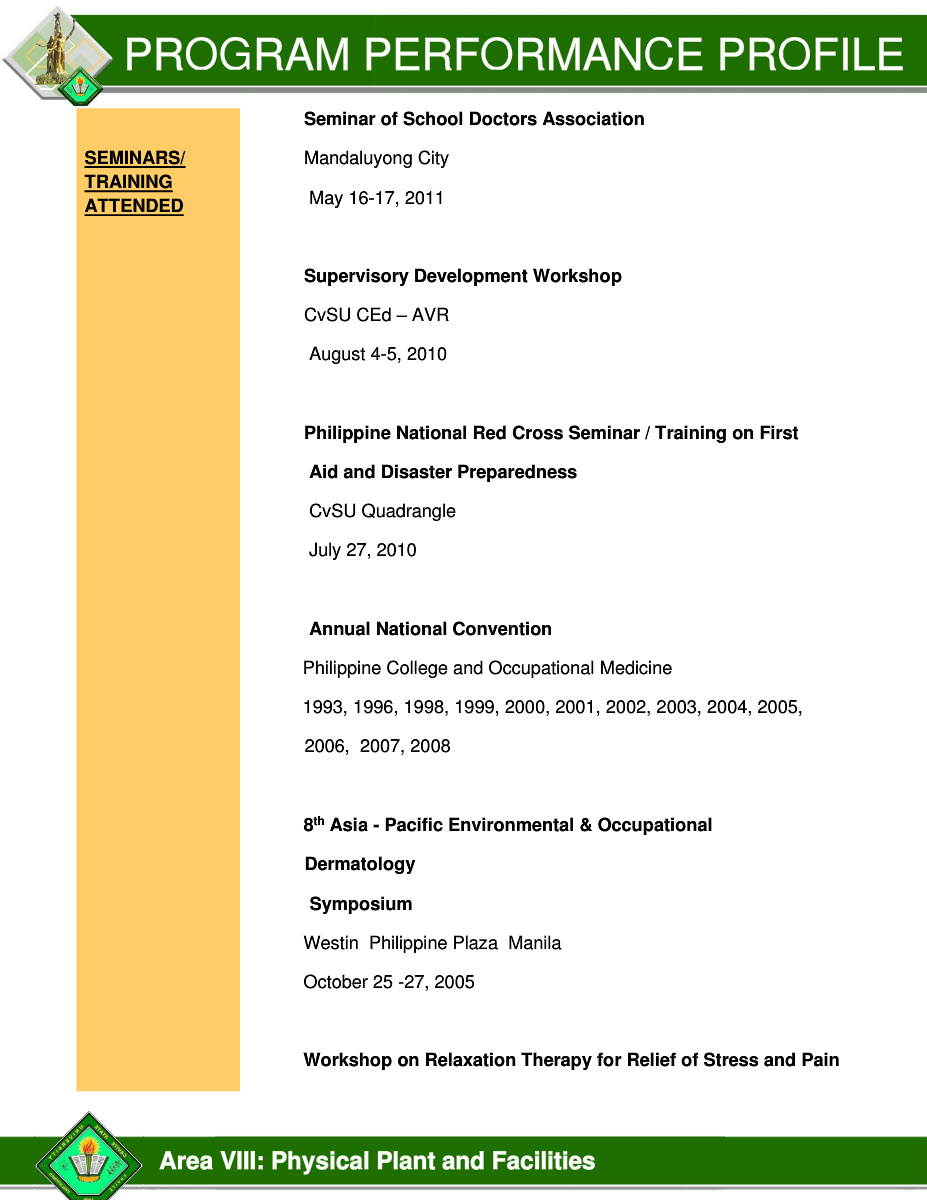 PROGRAM PERFORMANCE PROFILE
SEMINARS/
TRAINING
ATTENDED
Seminar of School Doctors Association
Mandaluyong City
May 16-17, 2011
Supervisory Development Workshop
CvSU CEd – AVR
August 4-5, 2010
Philippine National Red Cross Seminar / Training on First
Aid and Disaster Preparedness
CvSU Quadrangle
July 27, 2010
Annual National Convention
Philippine College and Occupational Medicine
1993, 1996, 1998, 1999, 2000, 2001, 2002, 2003, 2004, 2005,
2006,  2007, 2008
8th Asia - Pacific Environmental & Occupational
Dermatology
Symposium
Westin  Philippine Plaza  Manila
October 25 -27, 2005
Workshop on Relaxation Therapy for Relief of Stress and Pain
Area VIII: Physical Plant and Facilities